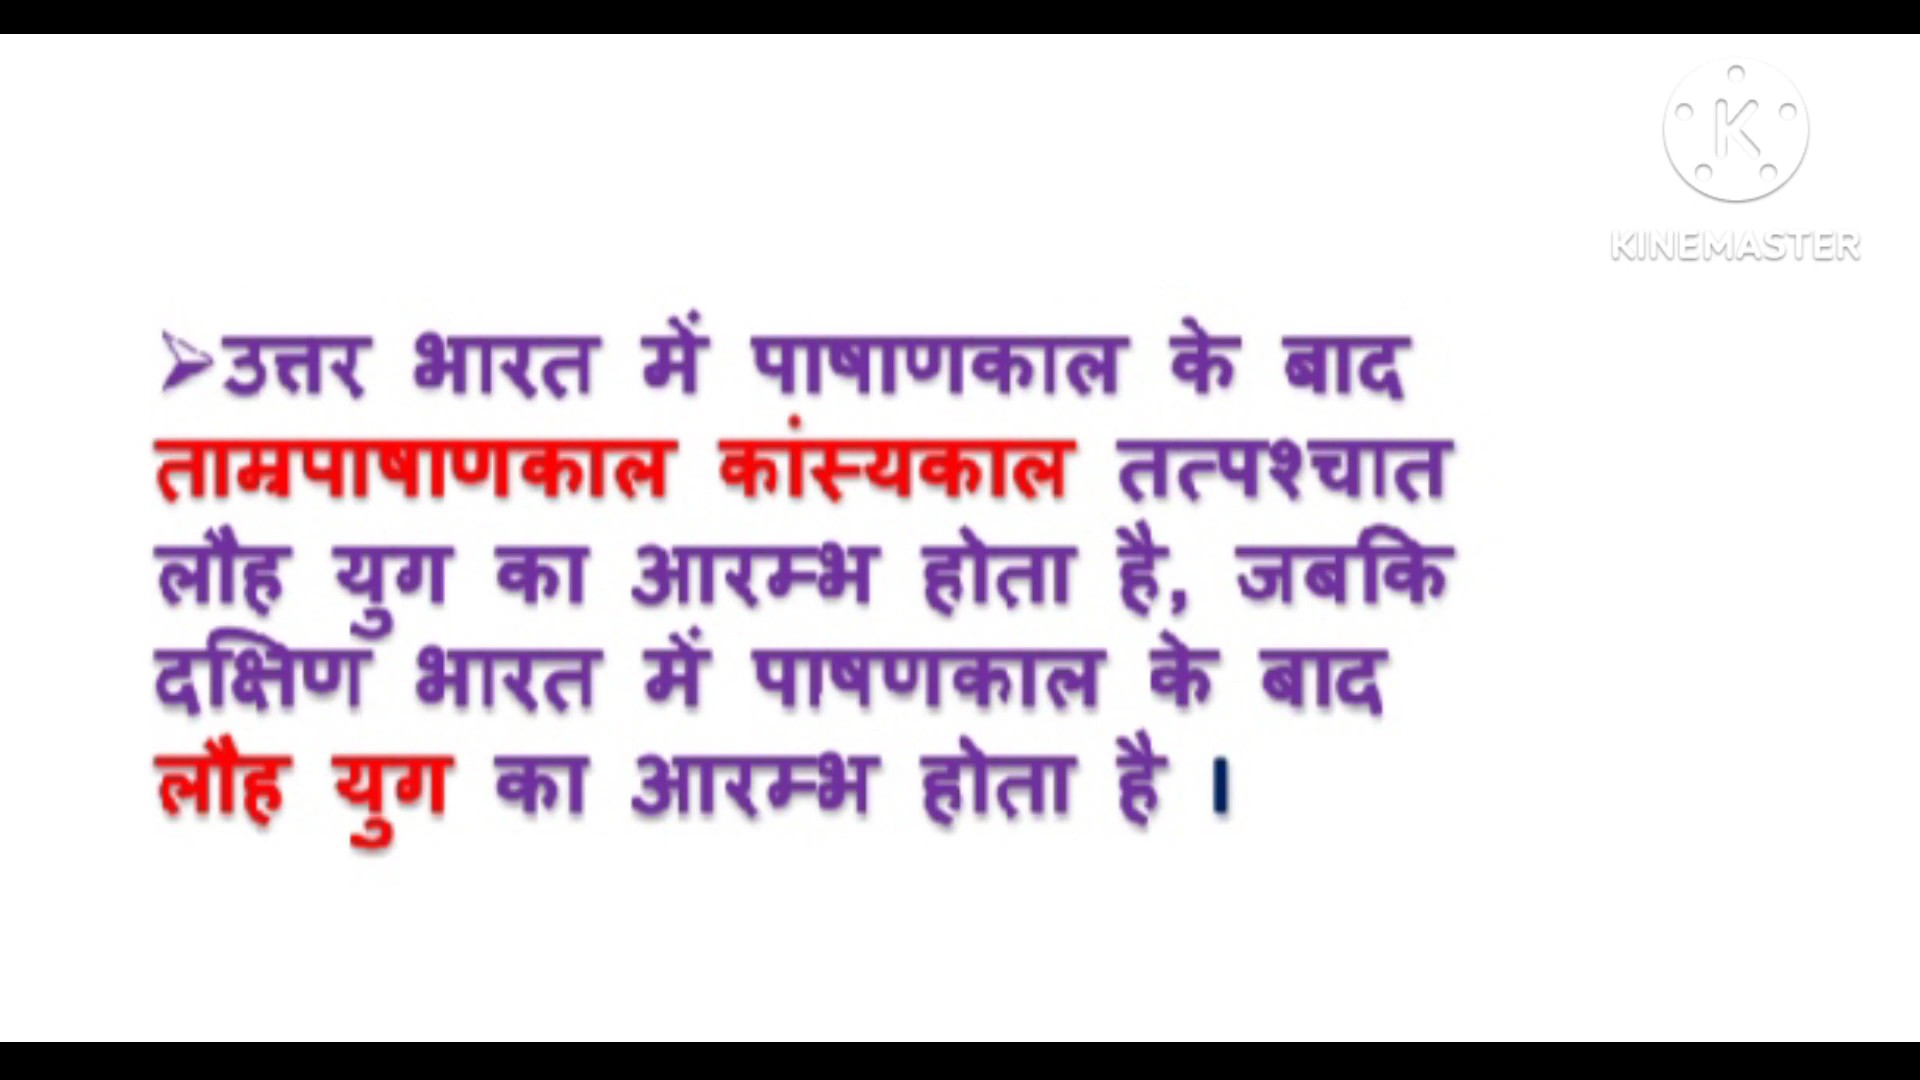 K
KINEMASTER
➢उत्तर भारत में पाषाणकाल के बाद
ताम्रपाषाणकाल कांस्यकाल तत्पश्चात
लौह युग का आरम्भ होता है, जबकि
दक्षिण भारत में पाषणकाल के बाद
लौह युग का आरम्भ होता है ।